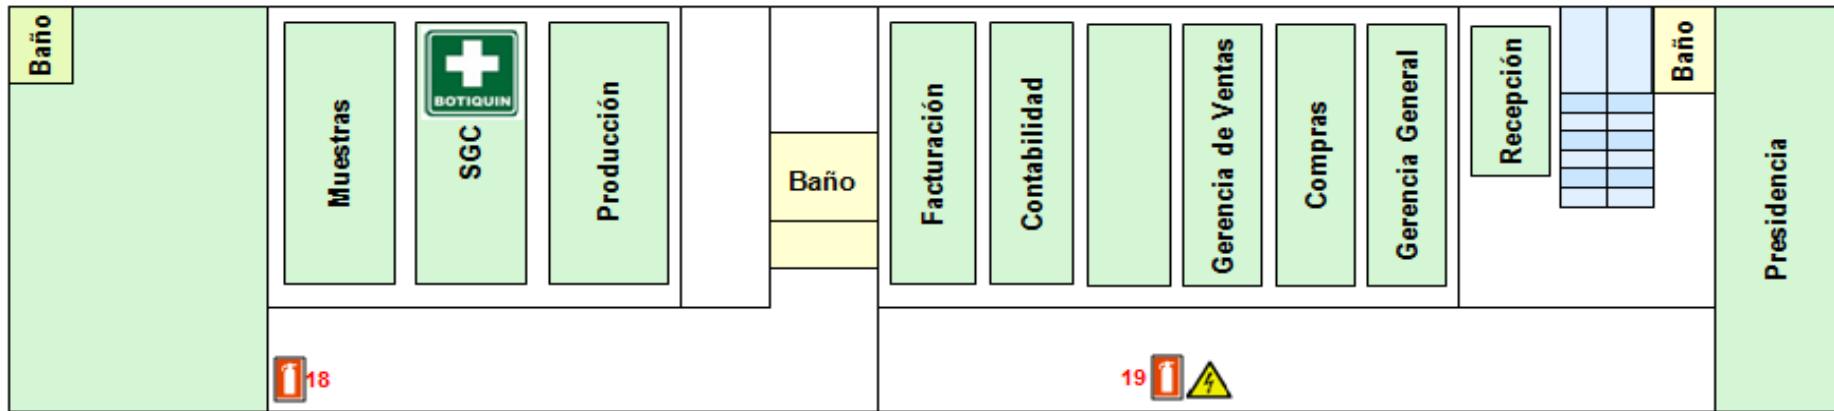 Baño
Muestras
BOTIQUIN
SGC
Producción
Baño
Facturación
Contabilidad
Gerencia de Ventas
Compras
Gerencia General
Recepción
Baño
Presidencia
18
19